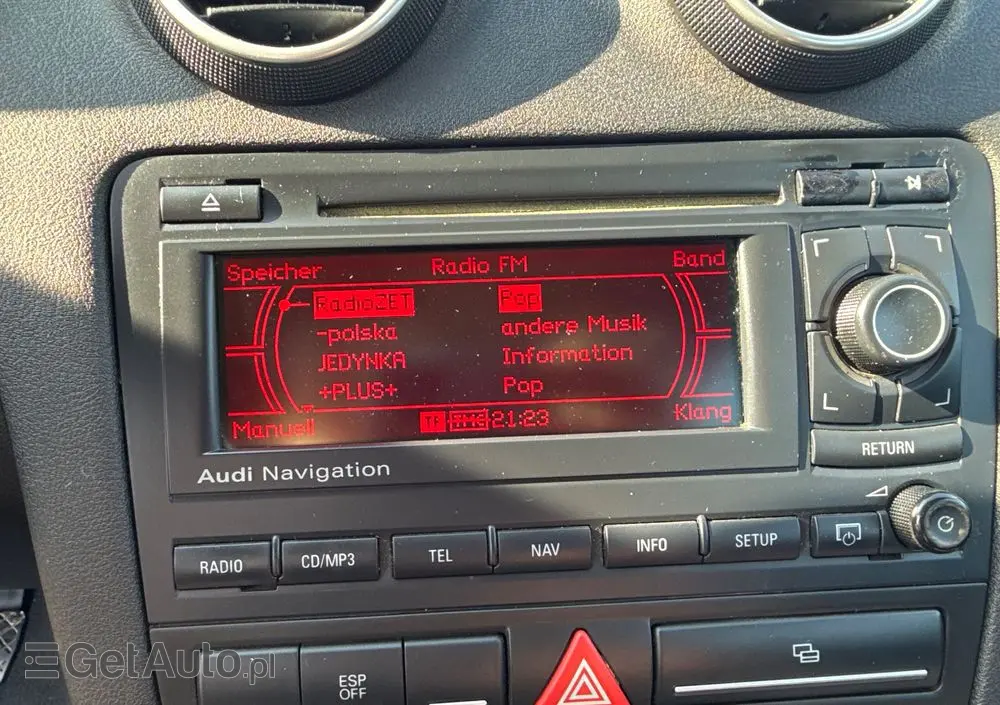 Speicher Radio FM Band
RadioZET Pop
-polska andere Musik
JEDYNKA Information
+PLUS+ Pop
Manuell TP TMC 21:23 Klang
Audi Navigation
RETURN
RADIO CD/MP3 TEL NAV INFO SETUP
GetAuto.pl
ESP
OFF